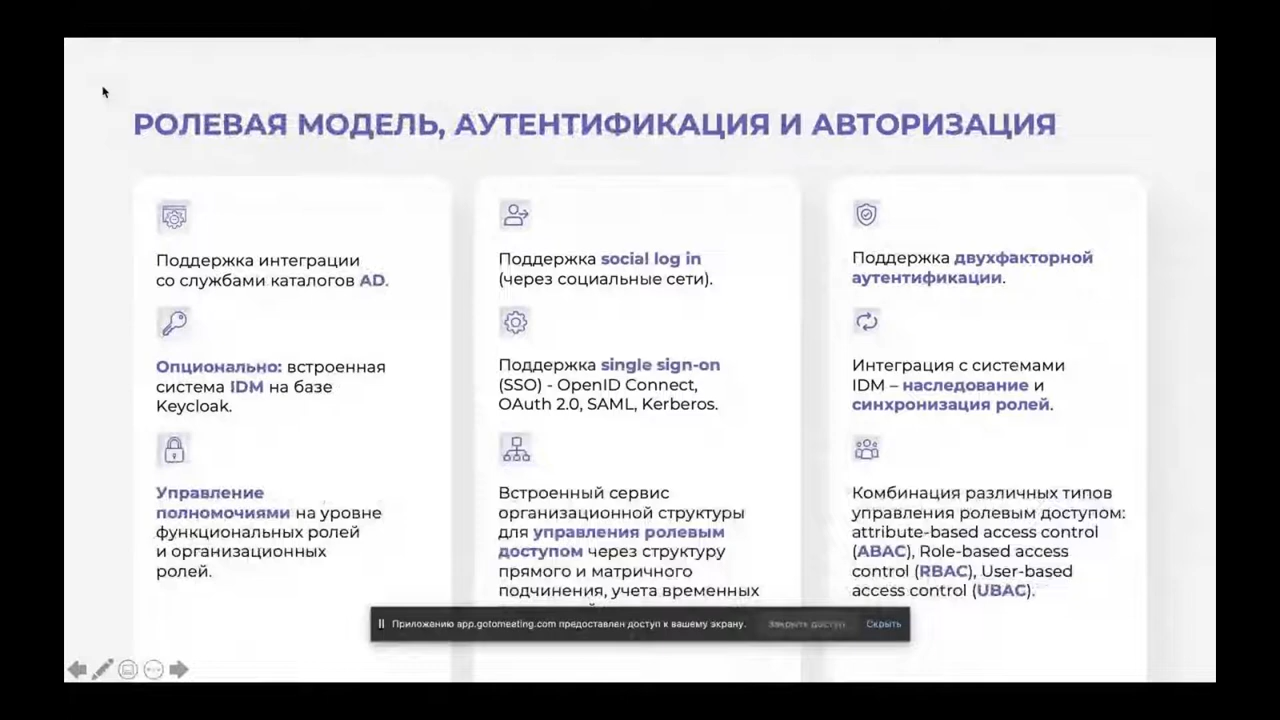 РОЛЕВАЯ МОДЕЛЬ, АУТЕНТИФИКАЦИЯ И АВТОРИЗАЦИЯ
Поддержка интеграции
со службами каталогов AD.
Опционально: встроенная
система IDM на базе
Keycloak.
Управление
полномочиями на уровне
функциональных ролей
и организационных
ролей.
Поддержка social log in
(через социальные сети).
Поддержка single sign-on
(SSO) - OpenID Connect,
OAuth 2.0, SAML, Kerberos.
Встроенный сервис
организационной структуры
для управления ролевым
доступом через структуру
прямого и матричного
подчинения, учета временных
Поддержка двухфакторной
аутентификации.
Интеграция с системами
IDM – наследование и
синхронизация ролей.
Комбинация различных типов
управления ролевым доступом:
attribute-based access control
(ABAC), Role-based access
control (RBAC), User-based
access control (UBAC).
Приложению app.gotomeeting.com предоставлен доступ к вашему экрану.
Закрыть доступ
Скрыть